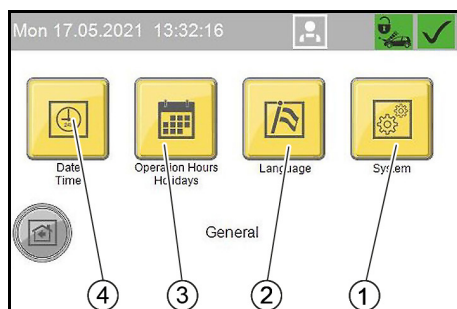 Mon 17.05.2021 13:32:16
Date
Time
Operation Hours
Holidays
Language
System
General
4
3
2
1